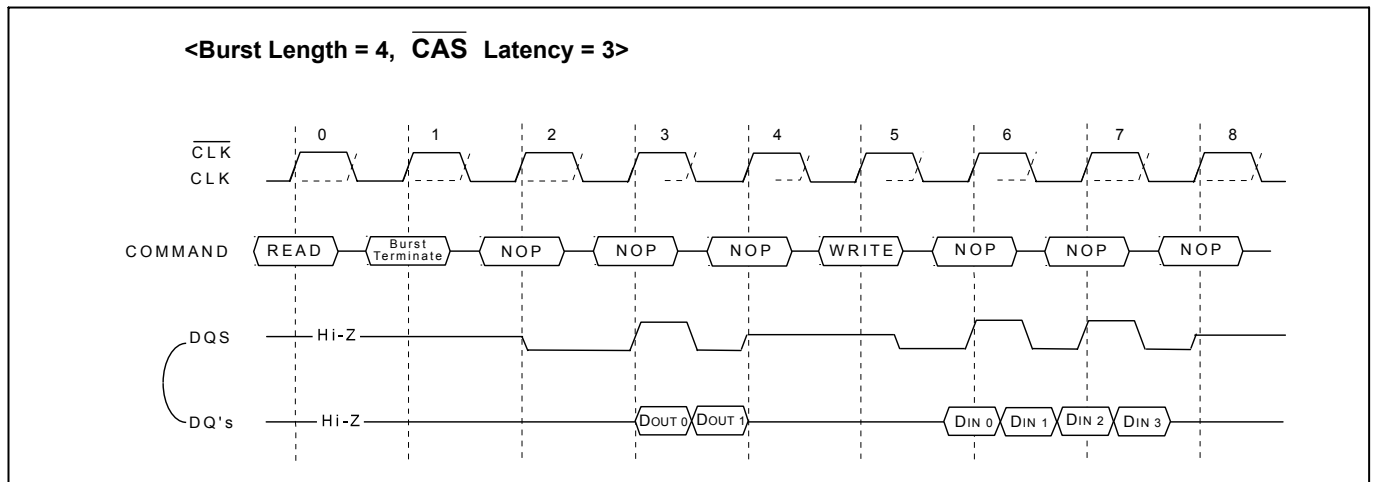 <Burst Length = 4, CAS Latency = 3>
0 1 2 3 4 5 6 7 8
CLK
CLK
COMMAND READ Burst Terminate NOP NOP NOP WRITE NOP NOP NOP
DQS Hi-Z
DQ's Hi-Z DOUT 0 DOUT 1 DIN 0 DIN 1 DIN 2 DIN 3